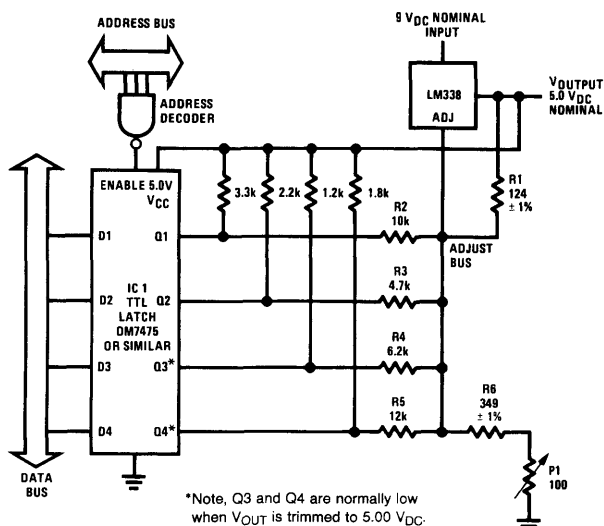 ADDRESS BUS
ADDRESS
DECODER
9 VDC NOMINAL
INPUT
LM338
ADJ
VOUTPUT
5.0 VDC
NOMINAL
ENABLE 5.0V
VCC
3.3k
2.2k
1.2k
1.8k
R1
124
± 1%
R2
10k
ADJUST
BUS
D1
Q1
R3
4.7k
D2
Q2
IC 1
TTL
LATCH
DM7475
OR SIMILAR
R4
6.2k
D3
Q3*
R5
12k
D4
Q4*
R6
349
± 1%
P1
100
DATA
BUS
*Note, Q3 and Q4 are normally low
when VOUT is trimmed to 5.00 VDC.